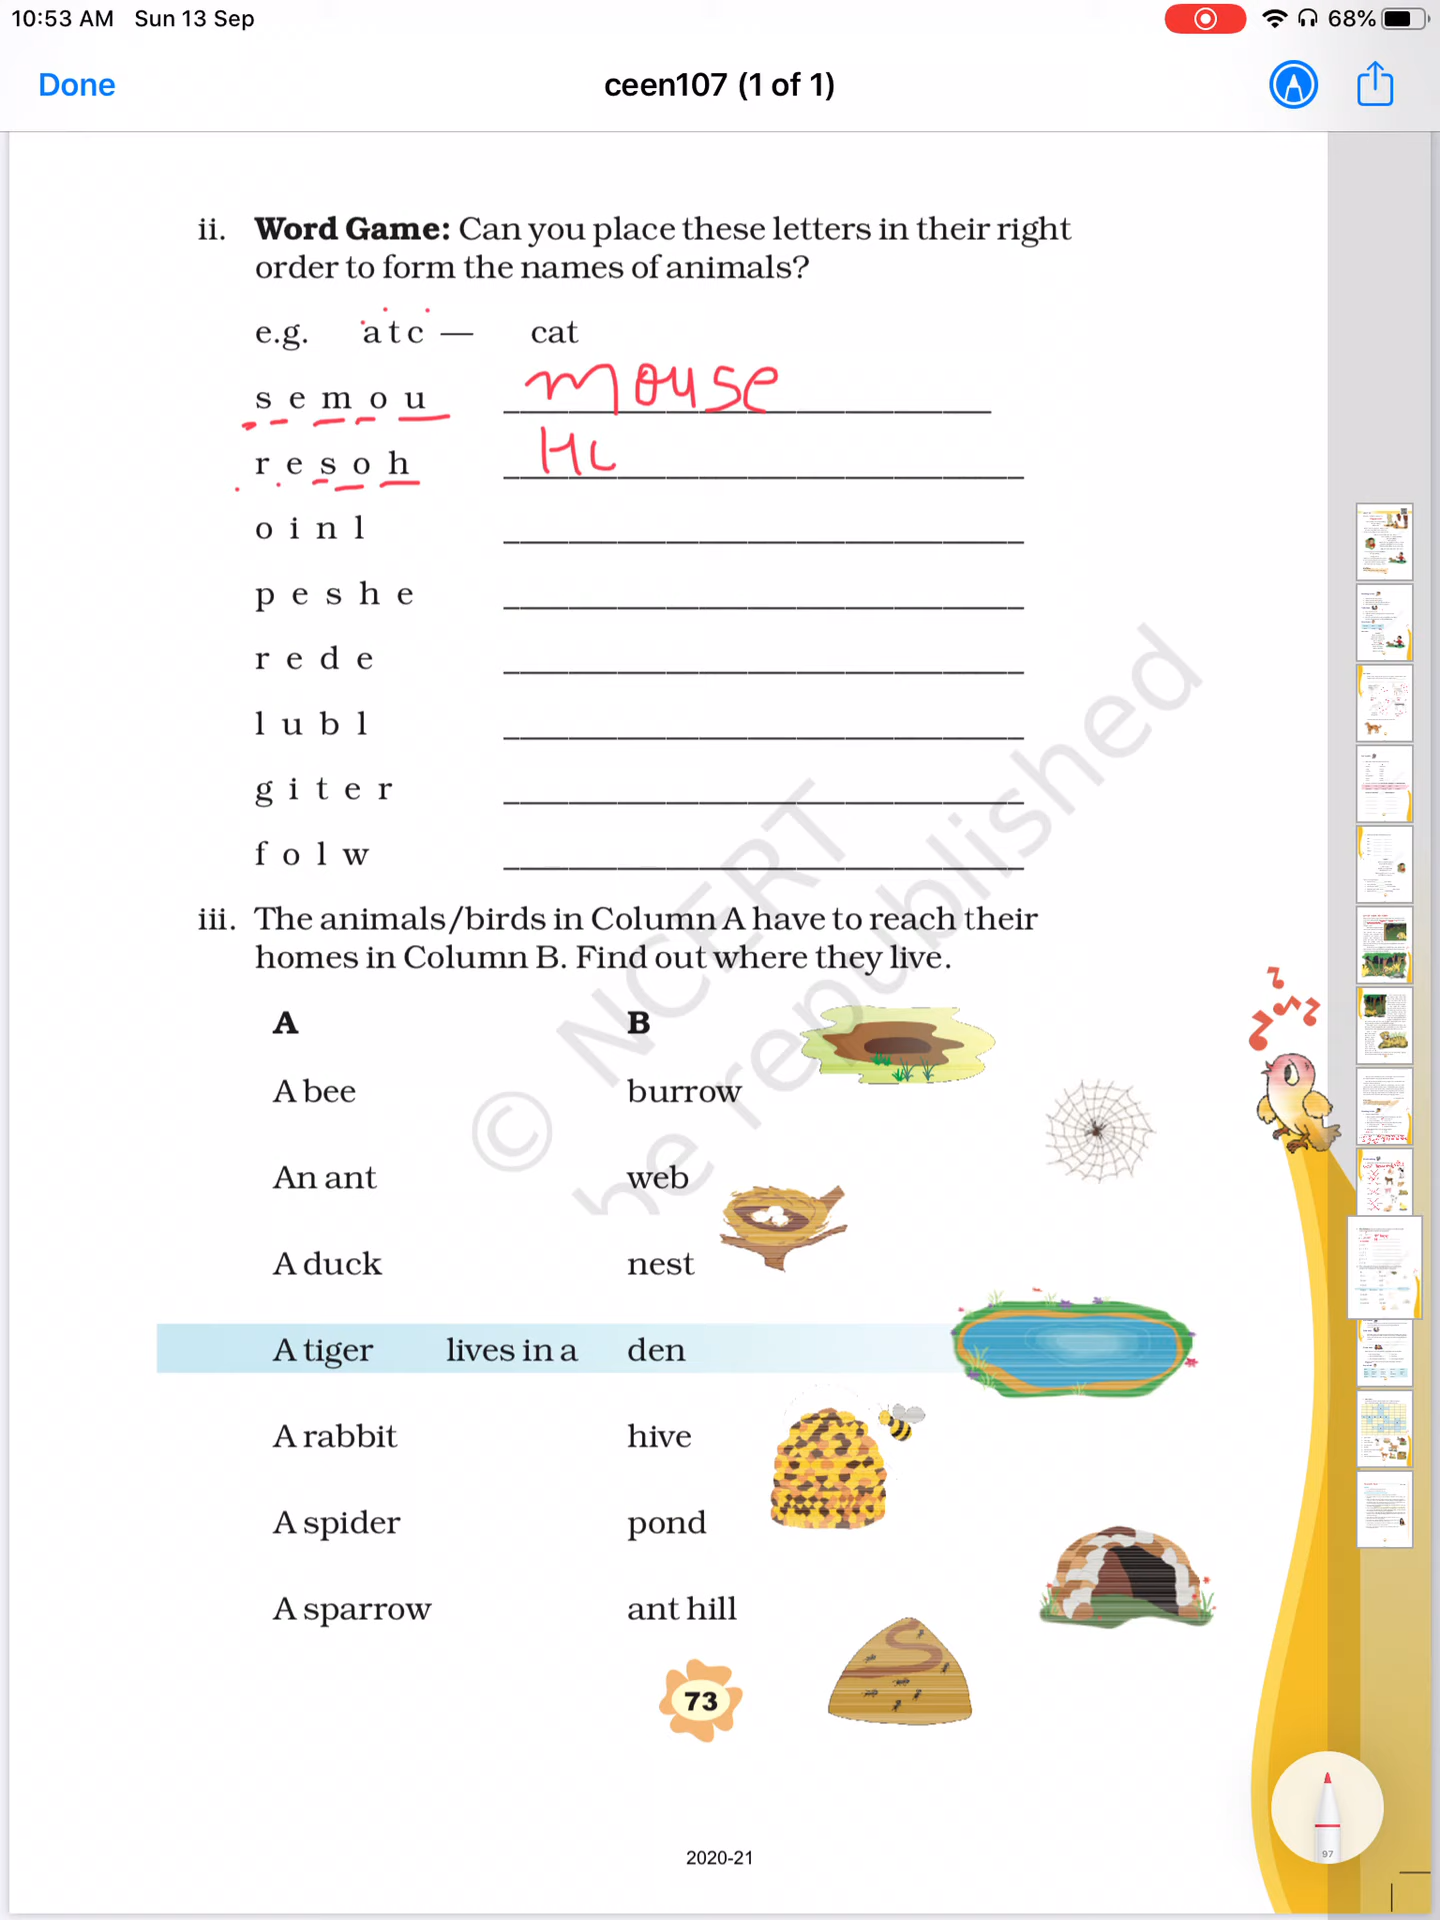 10:53 AM Sun 13 Sep 68%
Done ceen107 (1 of 1)
ii. Word Game: Can you place these letters in their right
order to form the names of animals?
e.g. a t c — cat
s e m o u mouse
r e s o h HO
o i n l
p e s h e
r e d e
l u b l
g i t e r
f o l w
iii. The animals/birds in Column A have to reach their
homes in Column B. Find out where they live.
A B
A bee burrow
An ant web
A duck nest
A tiger lives in a den
A rabbit hive
A spider pond
A sparrow ant hill
© NCERT
be republished
73
97
2020-21